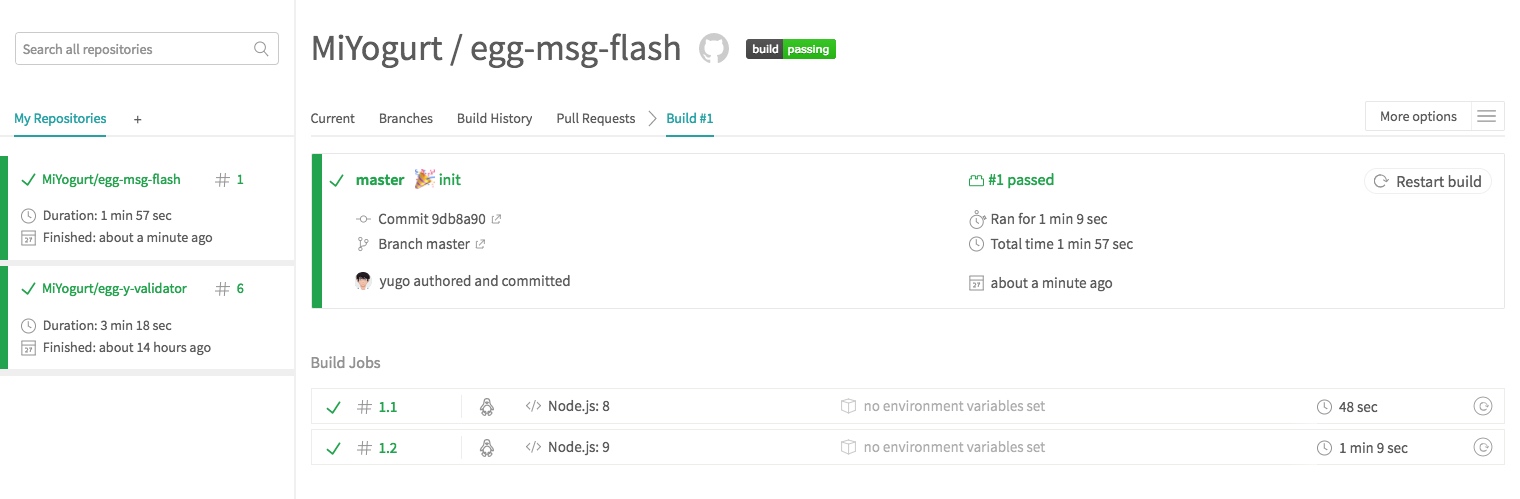 Search all repositories
My Repositories +
MiYogurt/egg-msg-flash # 1
Duration: 1 min 57 sec
Finished: about a minute ago
MiYogurt/egg-y-validator # 6
Duration: 3 min 18 sec
Finished: about 14 hours ago
MiYogurt / egg-msg-flash build passing
Current Branches Build History Pull Requests Build #1 More options
master 🎉 init
Commit 9db8a90
Branch master
yugo authored and committed
#1 passed
Ran for 1 min 9 sec
Total time 1 min 57 sec
about a minute ago
Restart build
Build Jobs
# 1.1 </> Node.js: 8 no environment variables set 48 sec
# 1.2 </> Node.js: 9 no environment variables set 1 min 9 sec